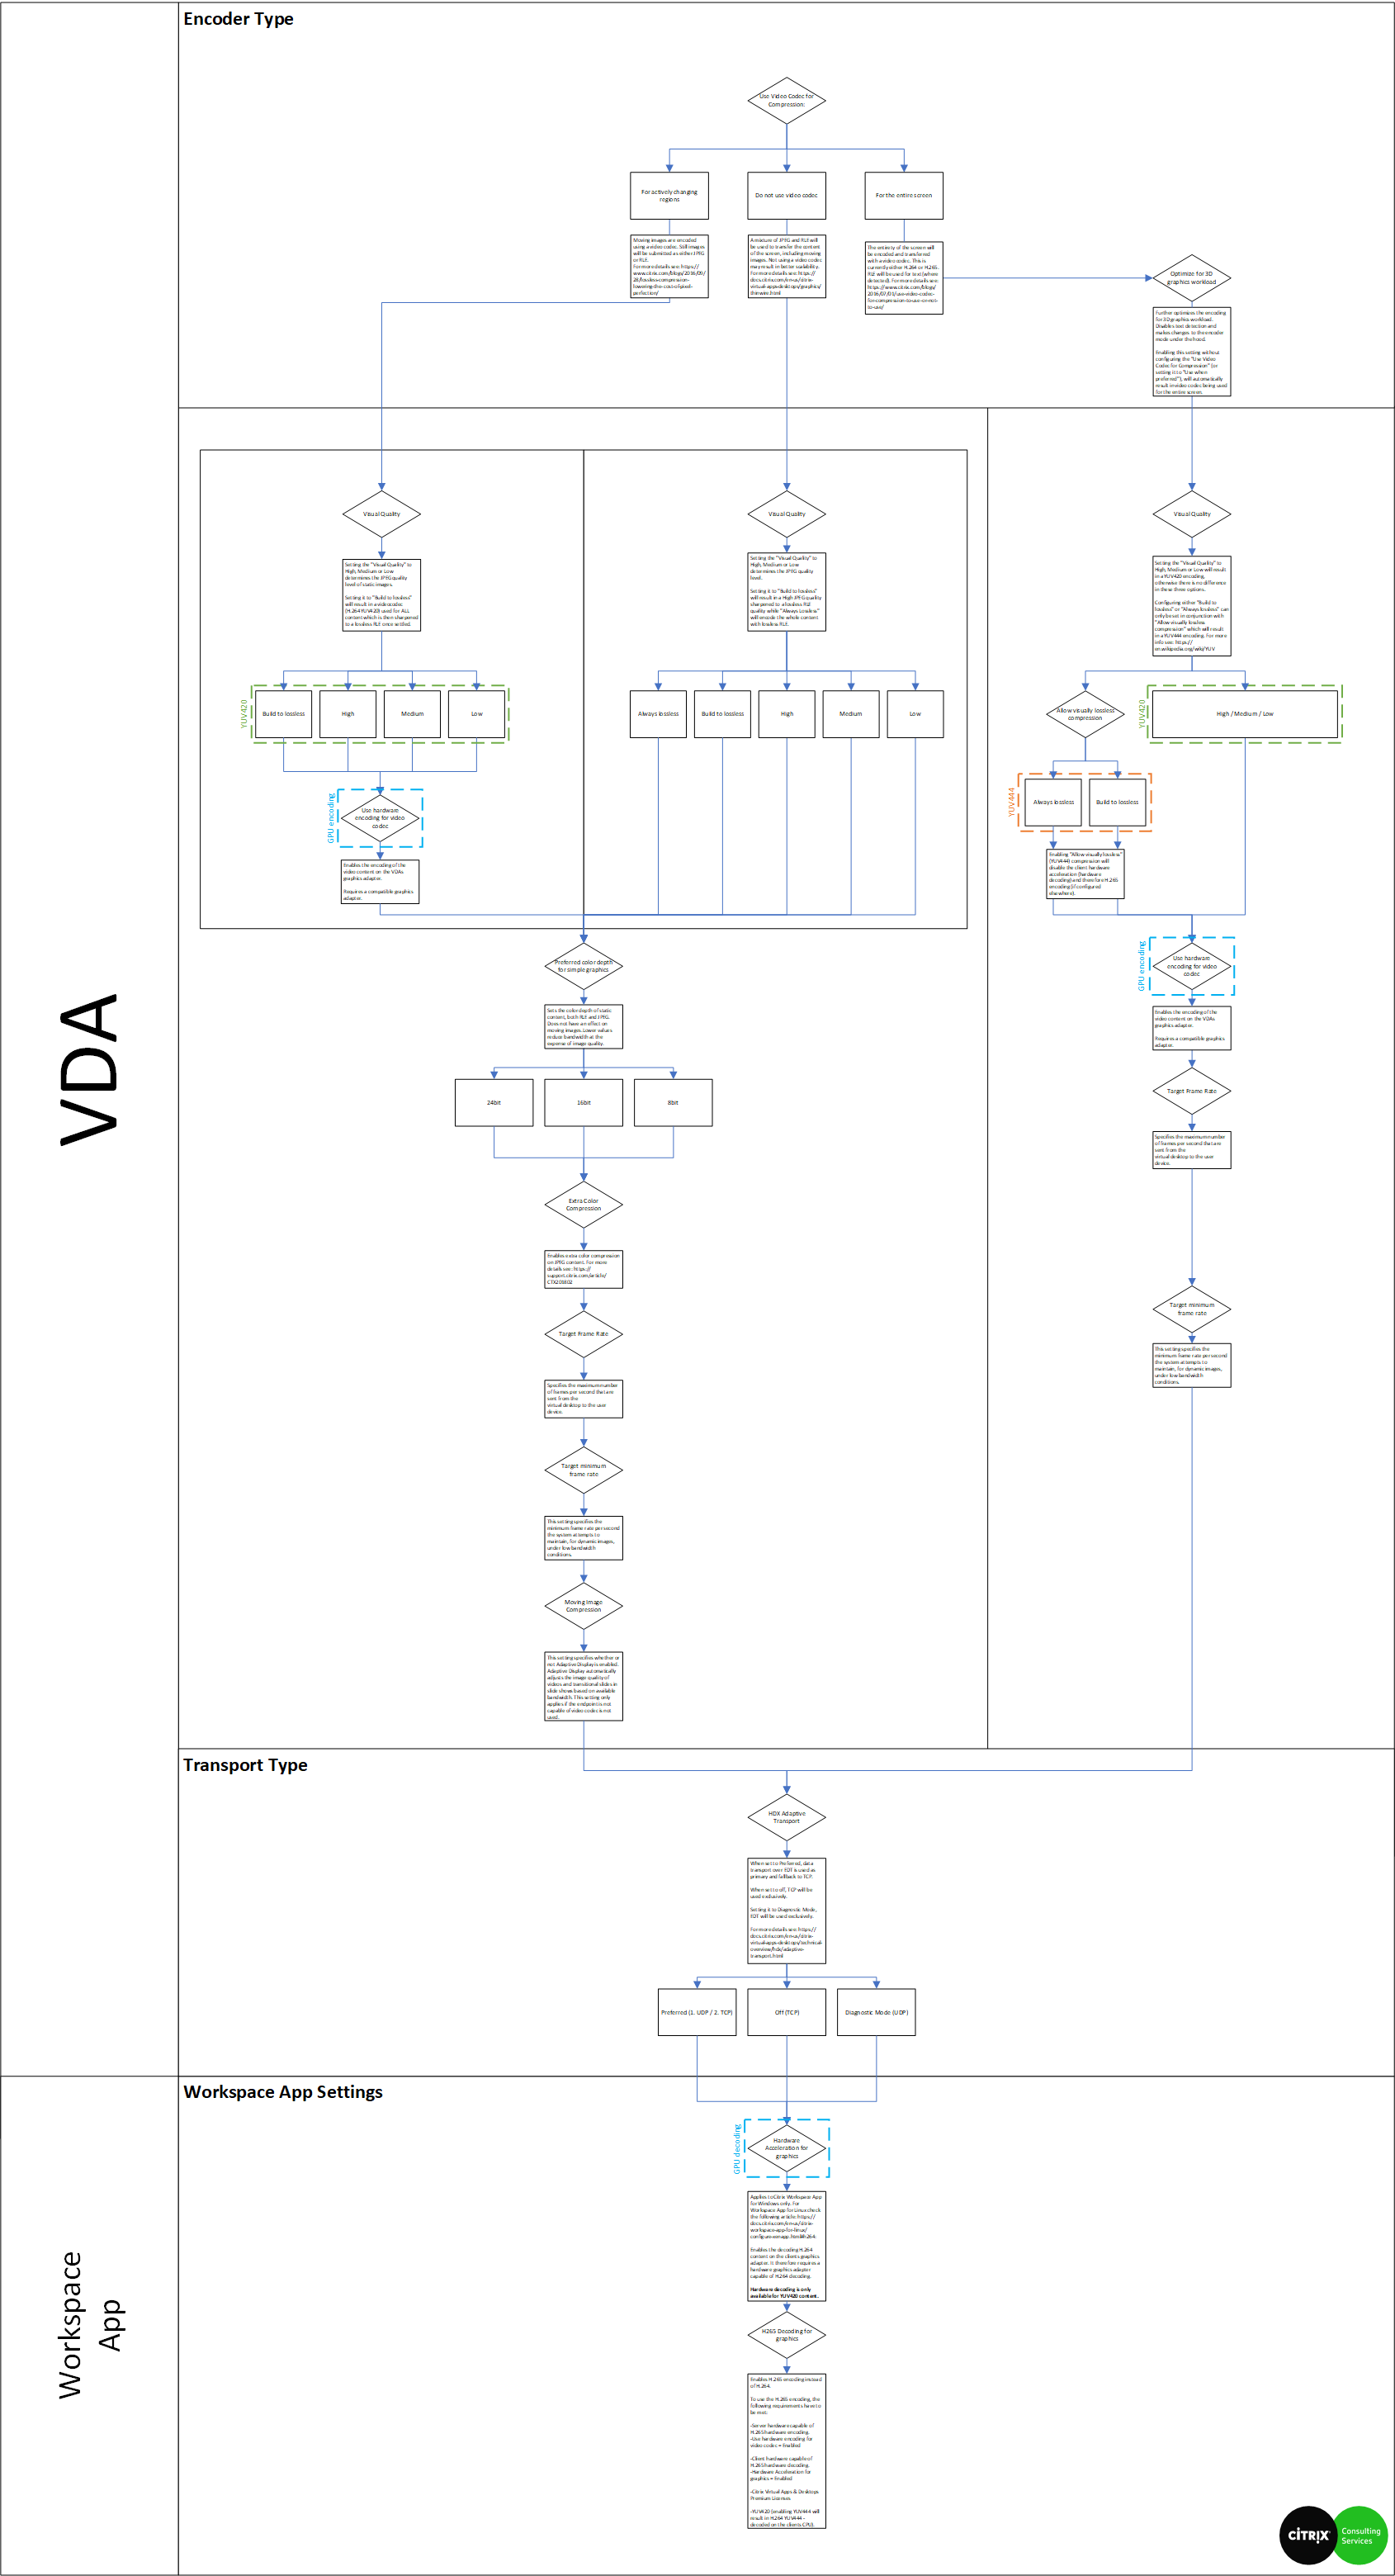 Encoder Type
Use Video Codec for
Compression:
For actively changing
regions
Do not use video codec
For the entire screen
Moving images are encoded
using a video codec. Still images
will be submitted as either JPEG
or RLE.
For more details see: https://
www.citrix.com/blogs/2016/09/
28/lossless-compression-
lowering-the-cost-of-pixel-
perfection/
A mixture of JPEG and RLE will
be used to transfer the content
of the screen, including moving
images. Not using a video codec
may result in better scalability.
For more details see: https://
docs.citrix.com/en-us/citrix-
virtual-apps-desktops/graphics/
thinwire.html
The entirety of the screen will
be encoded and transferred
with a video codec. This is
currently either H.264 or H.265.
RLE will be used for text (where
detected). For more details see:
https://www.citrix.com/blogs/
2016/07/01/use-video-codec-
for-compression-to-use-or-not-
to-use/
Optimize for 3D
graphics workload
Further optimizes the encoding
for 3D graphics workload.
Disables text detection and
makes changes to the encoder
mode under the hood.
Enabling this setting without
configuring the "Use Video
Codec for Compression" (or
setting it to "Use when
preferred"), will automatically
result in video codec being used
for the entire screen.
Visual Quality
Visual Quality
Visual Quality
Setting the "Visual Quality" to
High, Medium or Low
determines the JPEG quality
level of static images.
Setting it to "Build to lossless"
will result in a video codec
(H.264 YUV420) used for ALL
content which is then sharpened
to a lossless RLE once settled.
Setting the "Visual Quality" to
High, Medium or Low
determines the JPEG quality
level.
Setting it to "Build to lossless"
will result in a High JPEG quality
sharpened to a lossless RLE
quality while "Always Lossless"
will encode the whole content
with lossless RLE.
Setting the "Visual Quality" to
High, Medium or Low will result
in a YUV420 encoding,
otherwise there is no difference
in these three options.
Configuring either "Build to
lossless" or "Always lossless" can
only be set in conjunction with
"Allow visually lossless
compression" which will result
in a YUV444 encoding. For more
info see: https://
en.wikipedia.org/wiki/YUV
YUV420
Build to lossless
High
Medium
Low
Always lossless
Build to lossless
High
Medium
Low
Allow visually lossless
compression
YUV420
High / Medium / Low
GPU encoding
Use hardware
encoding for video
codec
YUV444
Always lossless
Build to lossless
Enables the encoding of the
video content on the VDAs
graphics adapter.
Requires a compatible graphics
adapter.
Enabling "Allow visually lossless"
(YUV444) compression will
disable the client hardware
acceleration (hardware
decoding) and therefore H.265
encoding (if configured
elsewhere).
Preferred color depth
for simple graphics
GPU encoding
Use hardware
encoding for video
codec
Sets the color depth of static
content, both RLE and JPEG.
Does not have an effect on
moving images. Lower values
reduce bandwidth at the
expense of image quality.
Enables the encoding of the
video content on the VDAs
graphics adapter.
Requires a compatible graphics
adapter.
VDA
24bit
16bit
8bit
Target Frame Rate
Specifies the maximum number
of frames per second that are
sent from the
virtual desktop to the user
device.
Extra Color
Compression
Enables extra color compression
on JPEG content. For more
details see: https://
support.citrix.com/article/
Target Frame Rate
Target minimum
frame rate
This setting specifies the
minimum frame rate per second
the system attempts to
maintain, for dynamic images,
under low bandwidth
conditions.
Specifies the maximum number
of frames per second that are
sent from the
virtual desktop to the user
device.
Target minimum
frame rate
This setting specifies the
minimum frame rate per second
the system attempts to
maintain, for dynamic images,
under low bandwidth
conditions.
Moving Image
Compression
This setting specifies whether or
not Adaptive Display is enabled.
Adaptive Display automatically
adjusts the image quality of
videos and transitional slides in
slide shows based on available
bandwidth. This setting only
applies if the endpoint is not
capable of video codec is not
used.
Transport Type
HDX Adaptive
Transport
When set to Preferred, data
transport over EDT is used as
primary and fallback to TCP.
When set to off, TCP will be
used exclusively.
Setting it to Diagnostic Mode,
EDT will be used exclusively.
For more details see: https://
docs.citrix.com/en-us/citrix-
virtual-apps-desktops/technical-
overview/hdx/adaptive-
transport.html
Preferred (1. UDP / 2. TCP)
Off (TCP)
Diagnostic Mode (UDP)
Workspace App Settings
GPU decoding
Hardware
Acceleration for
graphics
Applies to Citrix Workspace App
for Windows only. For
Workspace App for Linux check
the following article: https://
docs.citrix.com/en-us/citrix-
workspace-app-for-linux/
configure-xenapp.html#h264.
Enables the decoding H.264
content on the clients graphics
adapter. It therefore requires a
hardware graphics adapter
capable of H.264 decoding.
Hardware decoding is only
available for YUV420 content.
Workspace
App
H265 Decoding for
graphics
Enables H.265 encoding instead
of H.264.
To use the H.265 encoding, the
following requirements have to
be met:
-Server hardware capable of
H.265 hardware encoding.
-Use hardware encoding for
video codec = Enabled
-Client hardware capable of
H.265 hardware decoding.
-Hardware Acceleration for
graphics = Enabled
-Citrix Virtual Apps & Desktops
Premium Licenses
-YUV420 (enabling YUV444 will
result in H.264 YUV444 -
decoded on the clients CPU).
CITRIX
Consulting
Services